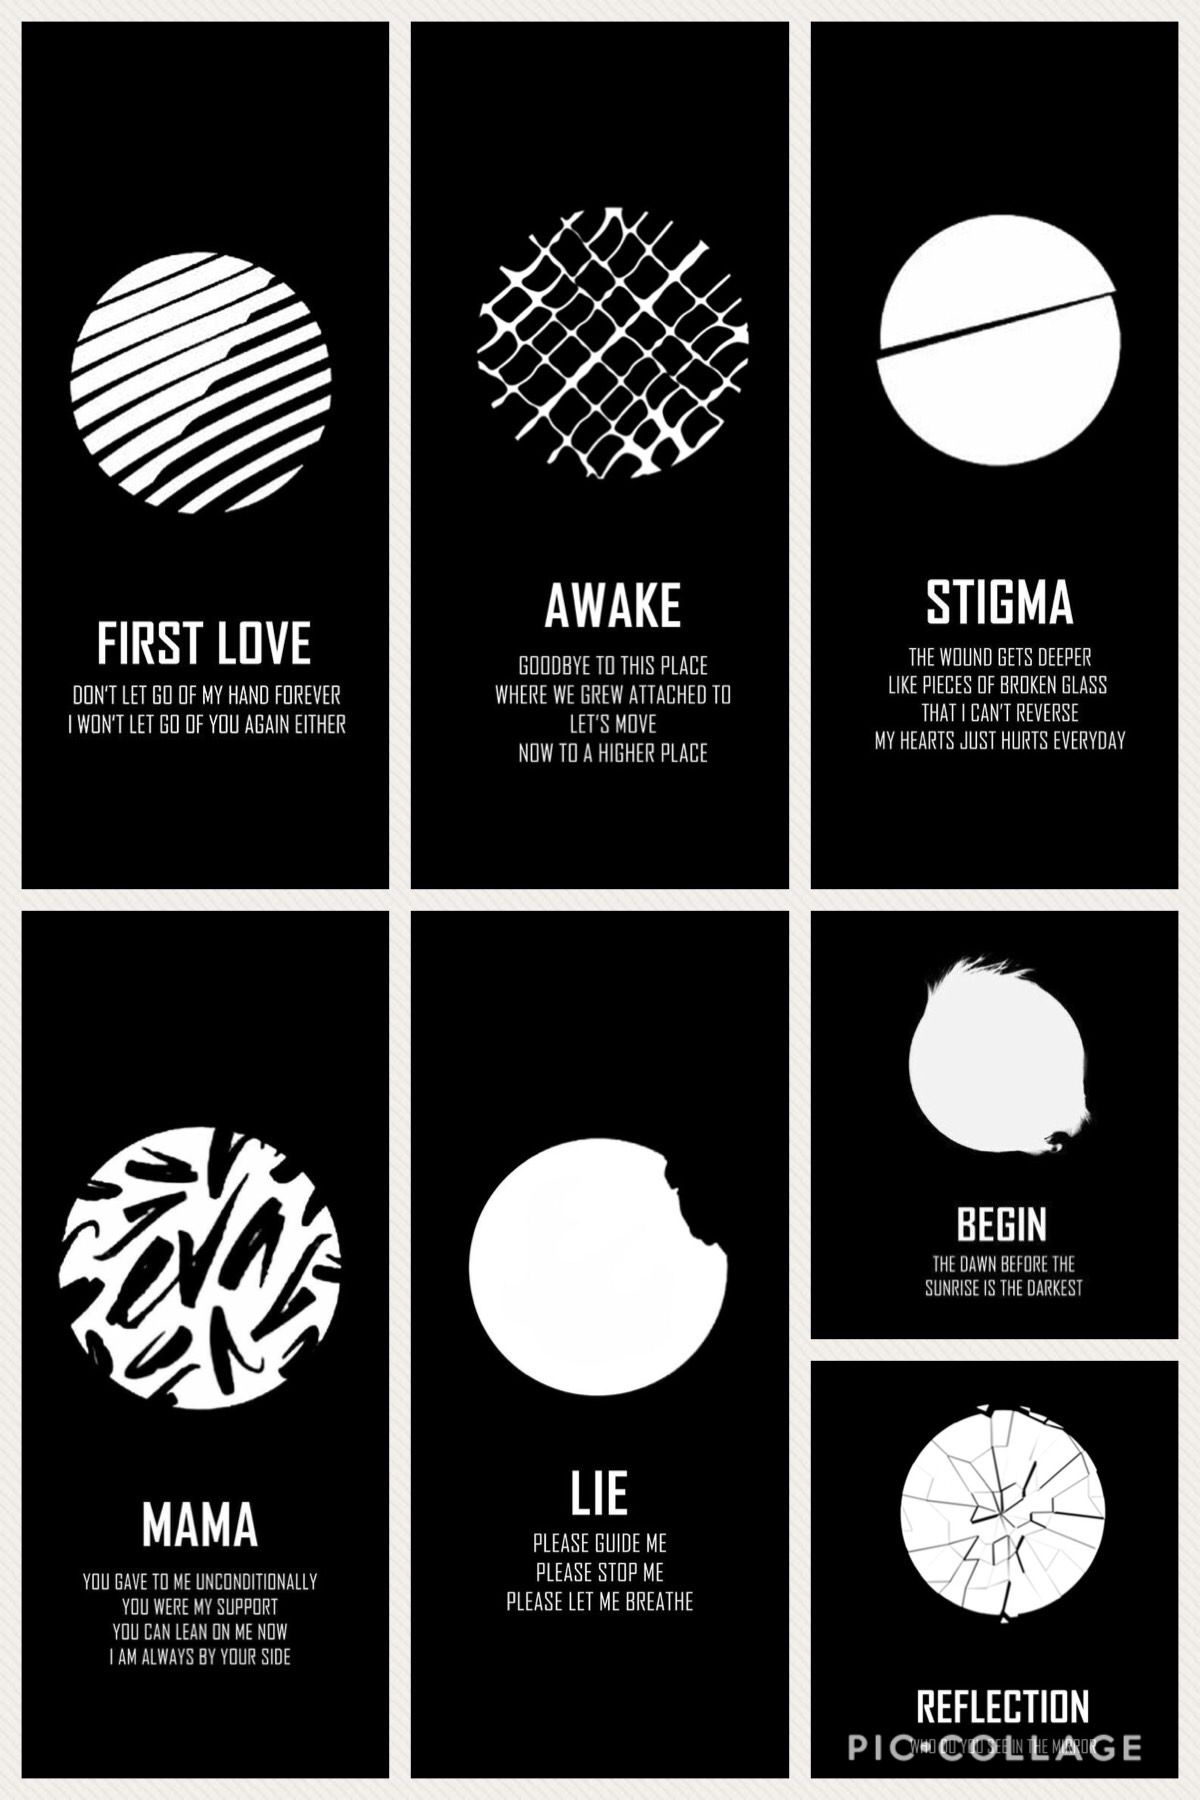 FIRST LOVE
DON'T LET GO OF MY HAND FOREVER
I WON'T LET GO OF YOU AGAIN EITHER
AWAKE
GOODBYE TO THIS PLACE
WHERE WE GREW ATTACHED TO
LET'S MOVE
NOW TO A HIGHER PLACE
STIGMA
THE WOUND GETS DEEPER
LIKE PIECES OF BROKEN GLASS
THAT I CAN'T REVERSE
MY HEARTS JUST HURTS EVERYDAY
MAMA
YOU GAVE TO ME UNCONDITIONALLY
YOU WERE MY SUPPORT
YOU CAN LEAN ON ME NOW
I AM ALWAYS BY YOUR SIDE
LIE
PLEASE GUIDE ME
PLEASE STOP ME
PLEASE LET ME BREATHE
BEGIN
THE DAWN BEFORE THE
SUNRISE IS THE DARKEST
REFLECTION
WHO DO YOU SEE IN THE MIRROR
PIC•COLLAGE